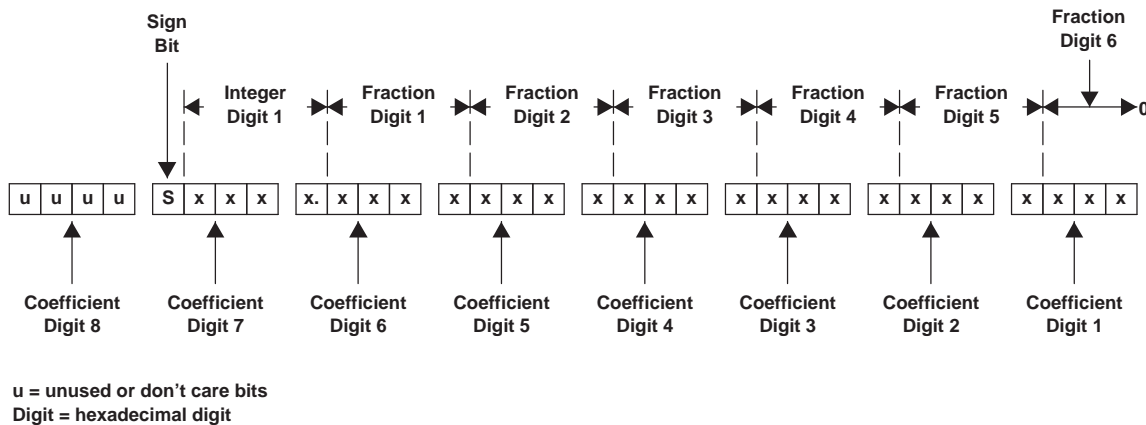 Sign
Bit
Fraction
Digit 6
Integer
Digit 1
Fraction
Digit 1
Fraction
Digit 2
Fraction
Digit 3
Fraction
Digit 4
Fraction
Digit 5
0
u u u u S x x x x. x x x x x x x x x x x x x x x x x x x x x x x
Coefficient
Digit 8
Coefficient
Digit 7
Coefficient
Digit 6
Coefficient
Digit 5
Coefficient
Digit 4
Coefficient
Digit 3
Coefficient
Digit 2
Coefficient
Digit 1
u = unused or don’t care bits
Digit = hexadecimal digit